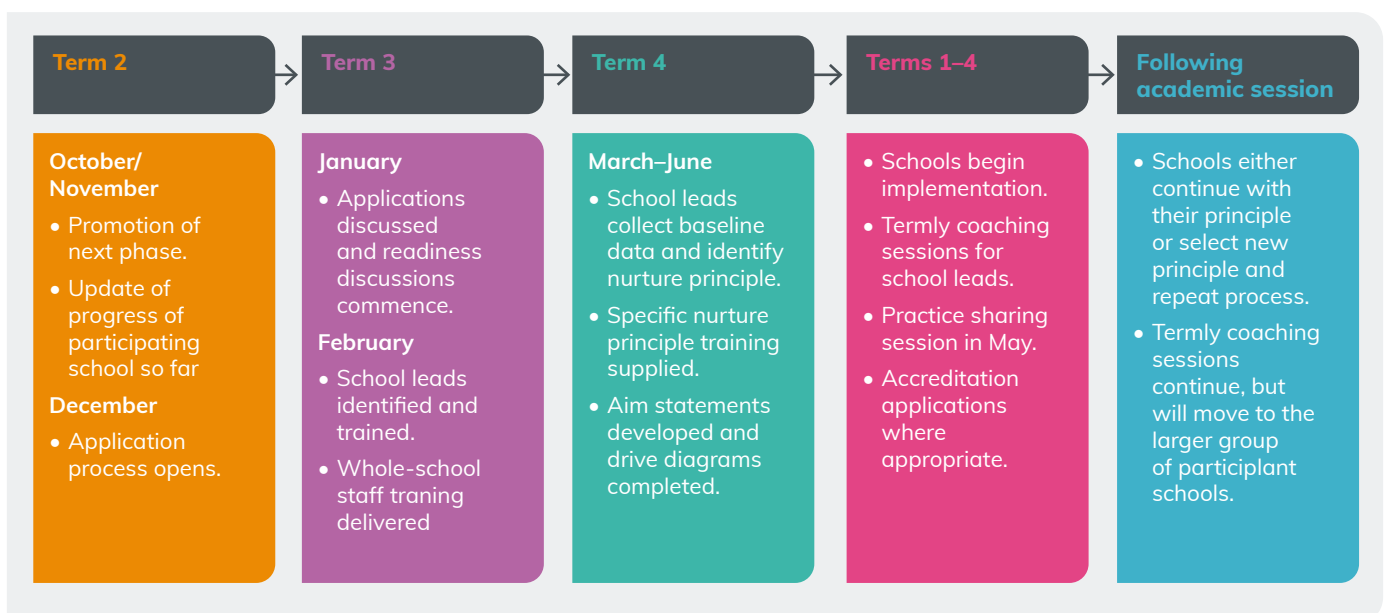 Term 2
October/
November
• Promotion of
next phase.
• Update of
progress of
participating
school so far
December
• Application
process opens.
Term 3
January
• Applications
discussed
and readiness
discussions
commence.
February
• School leads
identified and
trained.
• Whole-school
staff traning
delivered
Term 4
March–June
• School leads
collect baseline
data and identify
nurture principle.
• Specific nurture
principle training
supplied.
• Aim statements
developed and
drive diagrams
completed.
Terms 1–4
• Schools begin
implementation.
• Termly coaching
sessions for
school leads.
• Practice sharing
session in May.
• Accreditation
applications
where
appropriate.
Following
academic session
• Schools either
continue with
their principle
or select new
principle and
repeat process.
• Termly coaching
sessions
continue, but
will move to the
larger group
of participlant
schools.